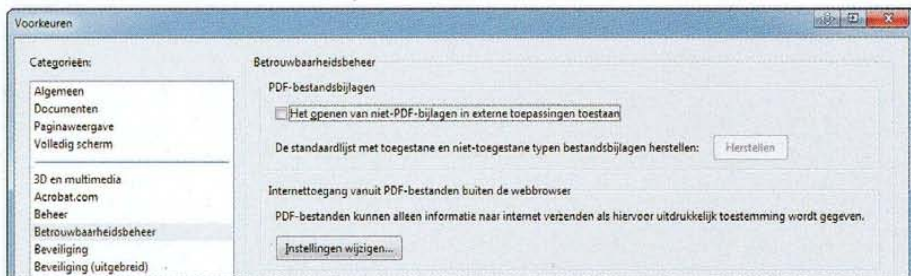 Voorkeuren
Categorieën:
Algemeen
Documenten
Paginaweergave
Volledig scherm
3D en multimedia
Acrobat.com
Beheer
Betrouwbaarheidsbeheer
Beveiliging
Beveiliging (uitgebreid)
Betrouwbaarheidsbeheer
PDF-bestandsbijlagen
Het openen van niet-PDF-bijlagen in externe toepassingen toestaan
De standaardlijst met toegestane en niet-toegestane typen bestandsbijlagen herstellen: Herstellen
Internettoegang vanuit PDF-bestanden buiten de webbrowser
PDF-bestanden kunnen alleen informatie naar internet verzenden als hiervoor uitdrukkelijk toestemming wordt gegeven.
Instellingen wijzigen...